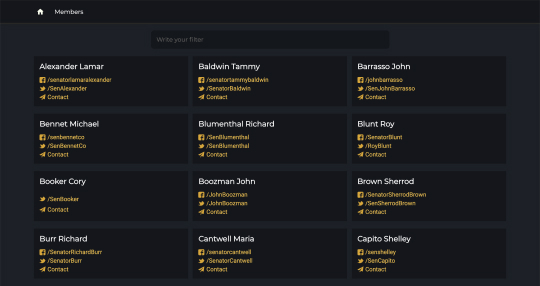 Members
Write your filter
Alexander Lamar
/senatorlamaralexander
/SenAlexander
Contact
Baldwin Tammy
/senatortammybaldwin
/SenatorBaldwin
Contact
Barrasso John
/johnbarrasso
/SenJohnBarrasso
Contact
Bennet Michael
/senbennetco
/SenBennetCo
Contact
Blumenthal Richard
/SenBlumenthal
/SenBlumenthal
Contact
Blunt Roy
/SenatorBlunt
/RoyBlunt
Contact
Booker Cory
/SenBooker
Contact
Boozman John
/JohnBoozman
/JohnBoozman
Contact
Brown Sherrod
/SenatorSherrodBrown
/SenSherrodBrown
Contact
Burr Richard
/SenatorRichardBurr
/SenatorBurr
Contact
Cantwell Maria
/senatorcantwell
/SenatorCantwell
Contact
Capito Shelley
/senshelley
/SenCapito
Contact